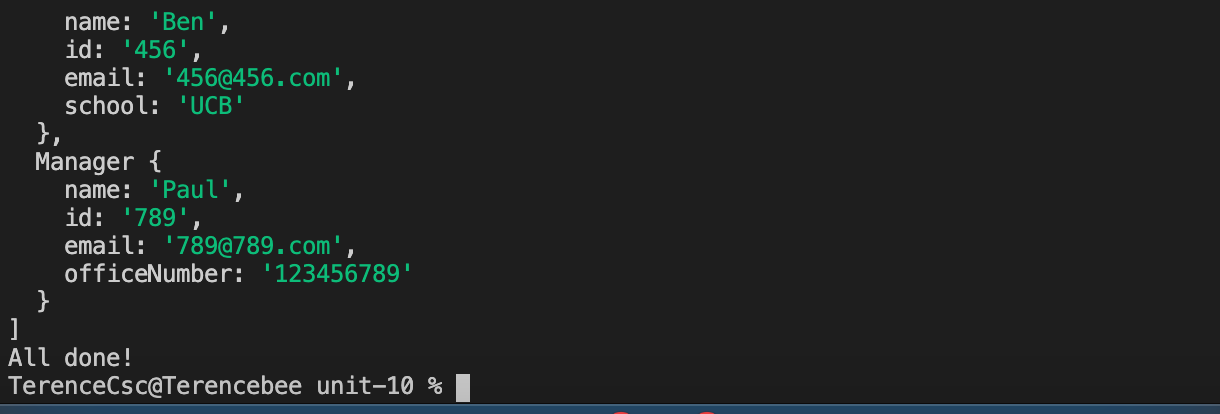 name: 'Ben',
id: '456',
email: '456@456.com',
school: 'UCB'
},
Manager {
name: 'Paul',
id: '789',
email: '789@789.com',
officeNumber: '123456789'
}
]
All done!
TerenceCsc@Terencebee unit-10 %